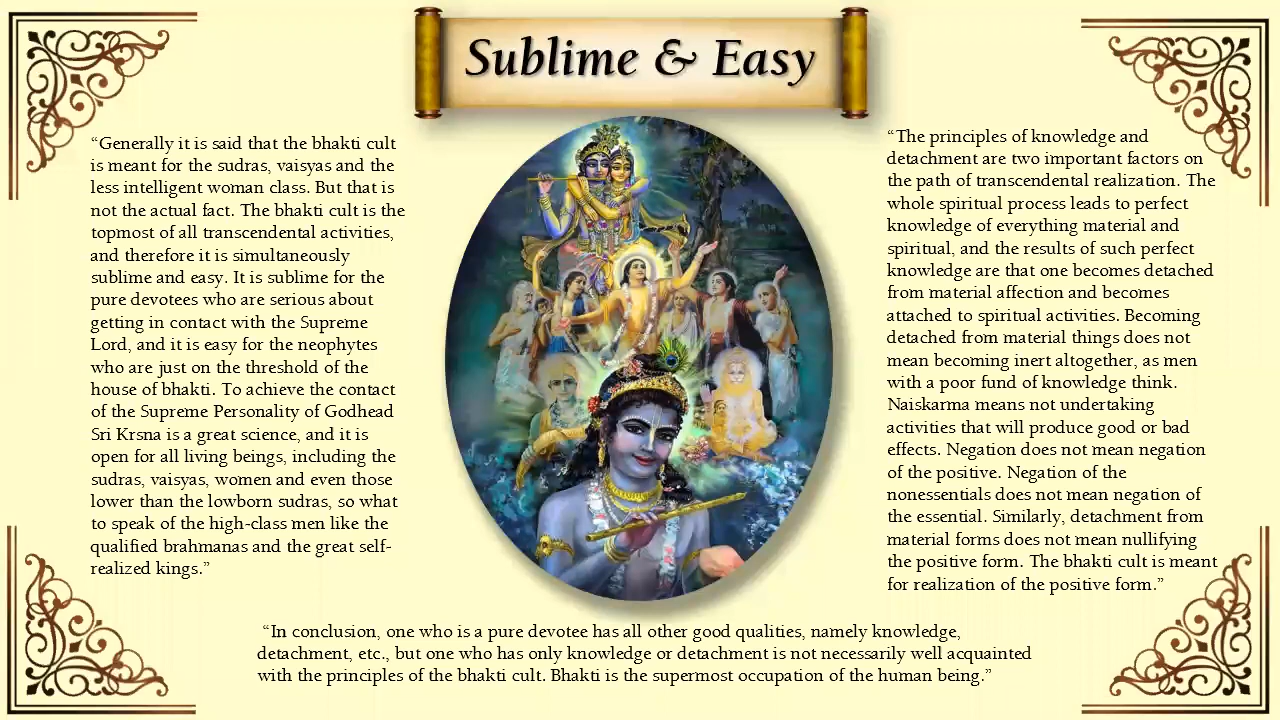 Sublime & Easy
“Generally it is said that the bhakti cult
is meant for the sudras, vaisyas and the
less intelligent woman class. But that is
not the actual fact. The bhakti cult is the
topmost of all transcendental activities,
and therefore it is simultaneously
sublime and easy. It is sublime for the
pure devotees who are serious about
getting in contact with the Supreme
Lord, and it is easy for the neophytes
who are just on the threshold of the
house of bhakti. To achieve the contact
of the Supreme Personality of Godhead
Sri Krsna is a great science, and it is
open for all living beings, including the
sudras, vaisyas, women and even those
lower than the lowborn sudras, so what
to speak of the high-class men like the
qualified brahmanas and the great self-
realized kings.”
“The principles of knowledge and
detachment are two important factors on
the path of transcendental realization. The
whole spiritual process leads to perfect
knowledge of everything material and
spiritual, and the results of such perfect
knowledge are that one becomes detached
from material affection and becomes
attached to spiritual activities. Becoming
detached from material things does not
mean becoming inert altogether, as men
with a poor fund of knowledge think.
Naiskarma means not undertaking
activities that will produce good or bad
effects. Negation does not mean negation
of the positive. Negation of the
nonessentials does not mean negation of
the essential. Similarly, detachment from
material forms does not mean nullifying
the positive form. The bhakti cult is meant
for realization of the positive form.”
“In conclusion, one who is a pure devotee has all other good qualities, namely knowledge,
detachment, etc., but one who has only knowledge or detachment is not necessarily well acquainted
with the principles of the bhakti cult. Bhakti is the supermost occupation of the human being.”